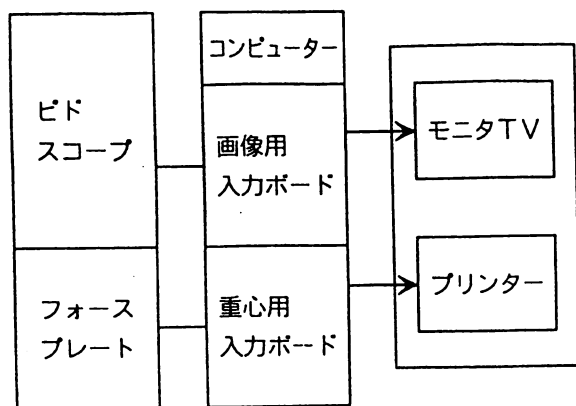 ピド
スコープ
フォース
プレート
コンピューター
画像用
入力ボード
重心用
入力ボード
モニタTV
プリンター